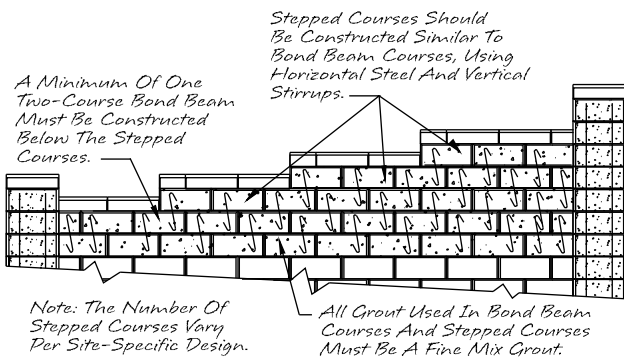 Stepped Courses Should
Be Constructed Similar To
Bond Beam Courses, Using
Horizontal Steel And Vertical
Stirrups.
A Minimum Of One
Two-Course Bond Beam
Must Be Constructed
Below The Stepped
Courses.
Note: The Number Of
Stepped Courses Vary
Per Site-Specific Design.
All Grout Used In Bond Beam
Courses And Stepped Courses
Must Be A Fine Mix Grout.